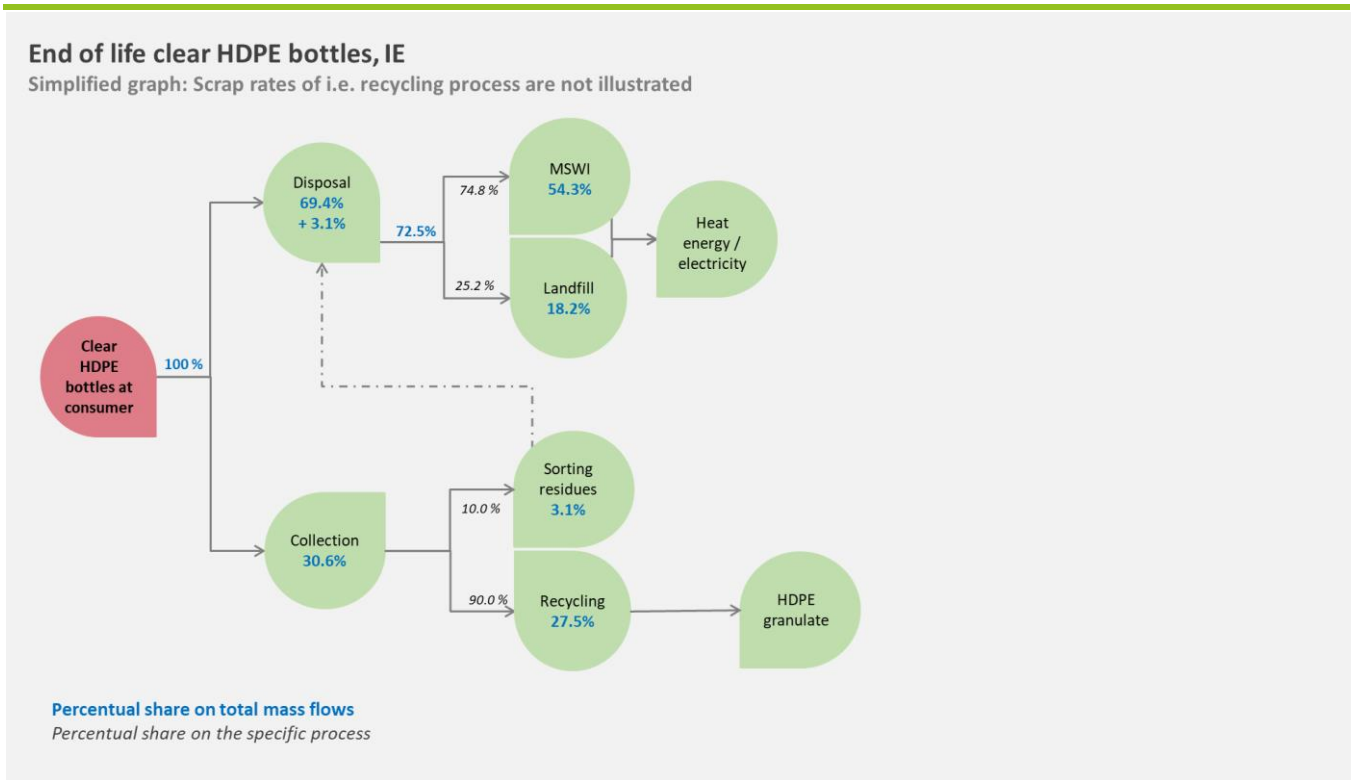 End of life clear HDPE bottles, IE
Simplified graph: Scrap rates of i.e. recycling process are not illustrated
Clear
HDPE
bottles at
consumer
100 %
Disposal
69.4%
+ 3.1%
72.5%
74.8 %
MSWI
54.3%
25.2 %
Landfill
18.2%
Heat
energy /
electricity
Collection
30.6%
10.0 %
Sorting
residues
3.1%
90.0 %
Recycling
27.5%
HDPE
granulate
Percentual share on total mass flows
Percentual share on the specific process